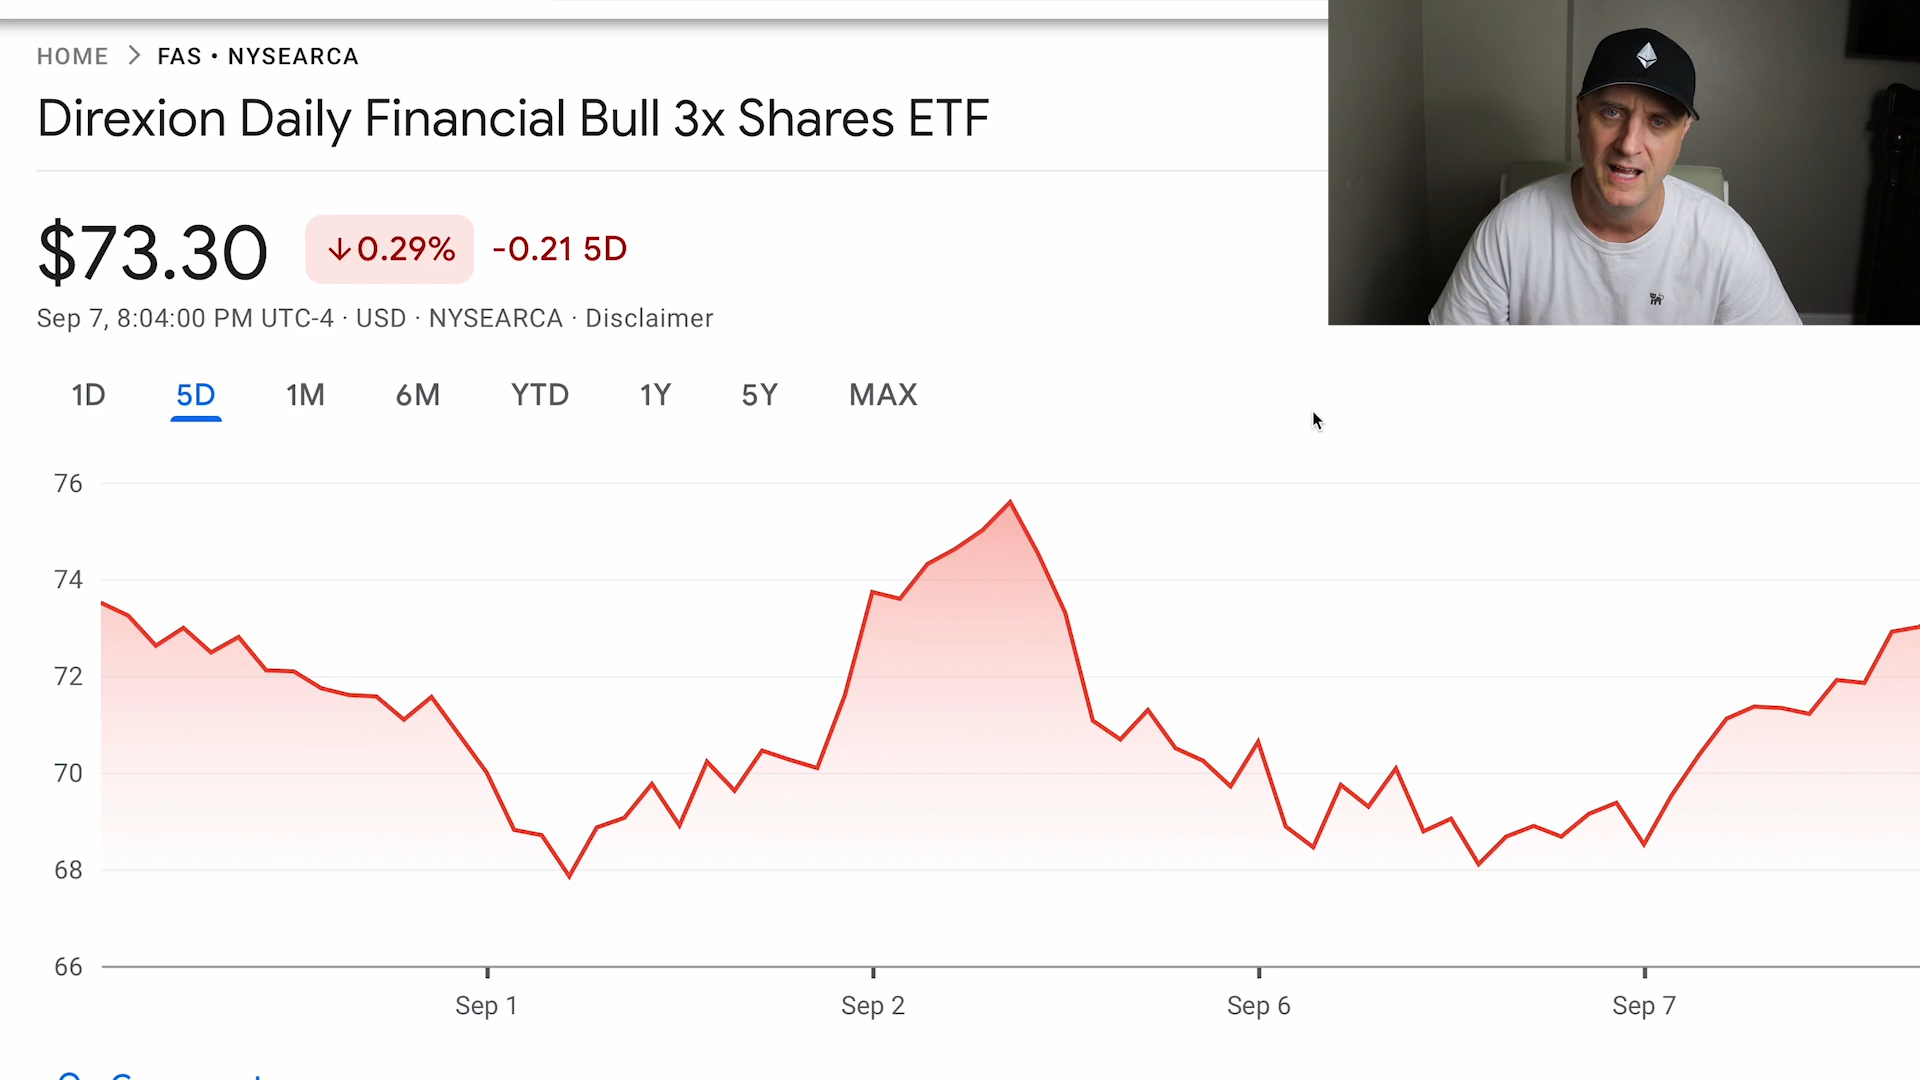 HOME > FAS • NYSEARCA
Direxion Daily Financial Bull 3x Shares ETF
$73.30 ↓0.29% -0.21 5D
Sep 7, 8:04:00 PM UTC-4 · USD · NYSEARCA · Disclaimer
1D 5D 1M 6M YTD 1Y 5Y MAX
76
74
72
70
68
66
Sep 1 Sep 2 Sep 6 Sep 7